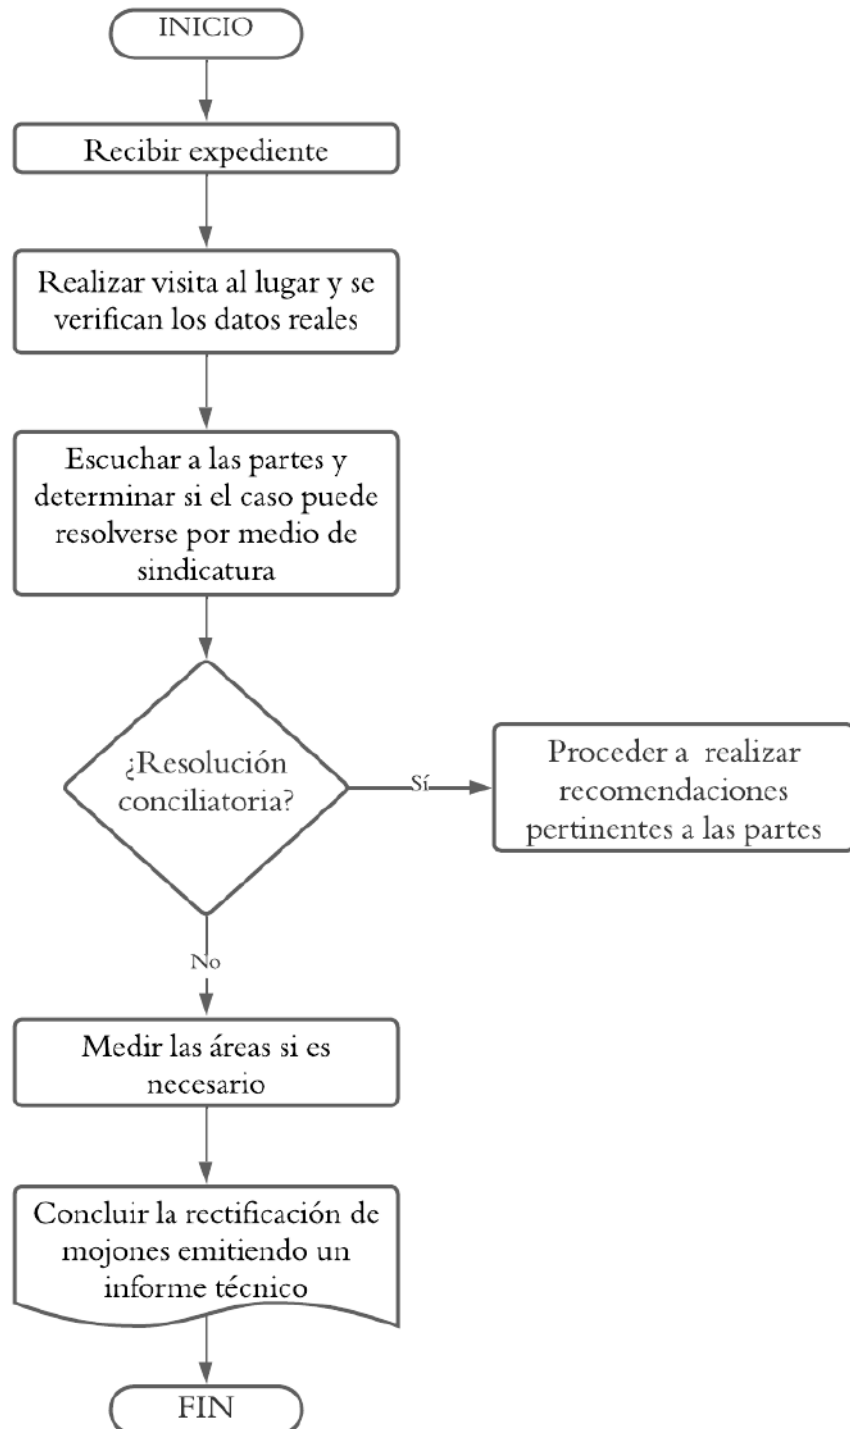 INICIO
Recibir expediente
Realizar visita al lugar y se
verifican los datos reales
Escuchar a las partes y
determinar si el caso puede
resolverse por medio de
sindicatura
¿Resolución
conciliatoria?
Sí
Proceder a realizar
recomendaciones
pertinentes a las partes
No
Medir las áreas si es
necesario
Concluir la rectificación de
mojones emitiendo un
informe técnico
FIN